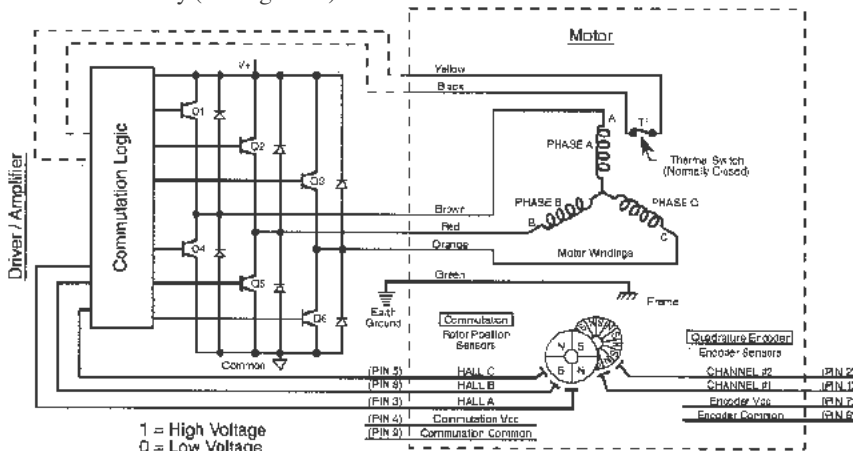 Motor
Yellow
Black
V+
Q1
Q2
Q3
Q4
Q5
Q6
Driver / Amplifier
Commutation Logic
A
PHASE A
Thermal Switch
(Normally Closed)
PHASE B
PHASE C
B
C
Brown
Red
Orange
Motor Windings
Green
Earth
Ground
Frame
Commutation
Rotor Position
Sensors
Quadrature Encoder
Encoder Sensors
N S
S N
Common
(PIN 5) HALL C
HALL B
(PIN 3) HALL A
(PIN 4) Commutation Vcc
(PIN 9) Commutation Common
CHANNEL #2 (PIN 2)
CHANNEL #1 (PIN 1)
Encoder Vcc (PIN 7)
Encoder Common (PIN 6)
1 = High Voltage
0 = Low Voltage